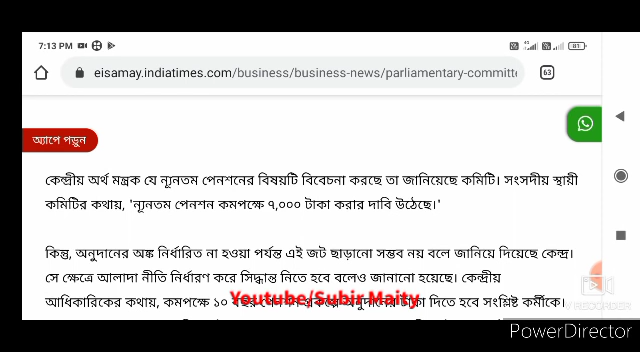 7:13 PM
81
eisamay.indiatimes.com/business/business-news/parliamentary-committe
63
অ্যাপে পড়ুন
কেন্দ্রীয় অর্থ মন্ত্রক যে ন্যূনতম পেনশনের বিষয়টি বিবেচনা করছে তা জানিয়েছে কমিটি। সংসদীয় স্থায়ী
কমিটির কথায়, 'ন্যূনতম পেনশন কমপক্ষে ৭,০০০ টাকা করার দাবি উঠেছে।'
কিন্তু, অনুদানের অঙ্ক নির্ধারিত না হওয়া পর্যন্ত এই জট ছাড়ানো সম্ভব নয় বলে জানিয়ে দিয়েছে কেন্দ্র।
সে ক্ষেত্রে আলাদা নীতি নির্ধারণ করে সিদ্ধান্ত নিতে হবে বলেও জানানো হয়েছে। কেন্দ্রীয়
আধিকারিকের কথায়, কমপক্ষে ১০ টাকা দিতে হবে সংশ্লিষ্ট কর্মীকে।
Youtube/Subir Maity
V RECORDER
PowerDirector